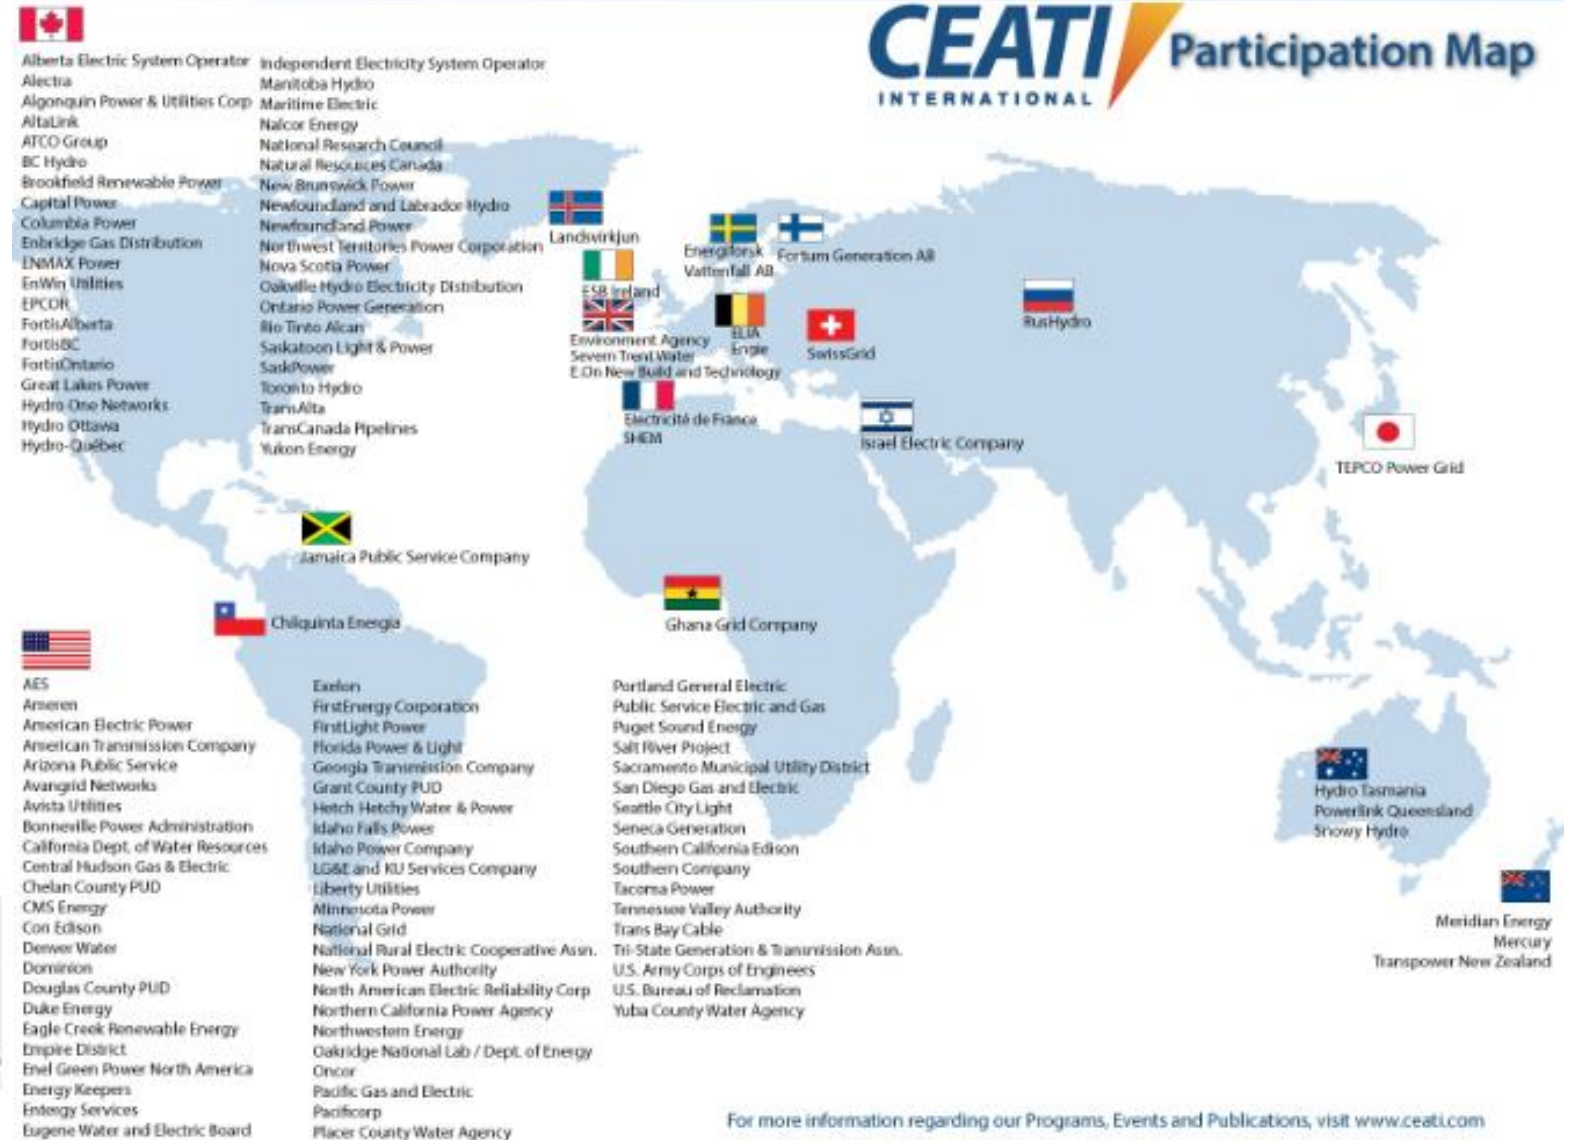 CEATI
INTERNATIONAL
Participation Map
Alberta Electric System Operator
Alectra
Algonquin Power & Utilities Corp
AltaLink
ATCO Group
BC Hydro
Brookfield Renewable Power
Capital Power
Columbia Power
Enbridge Gas Distribution
ENMAX Power
EnWin Utilities
EPCOR
FortisAlberta
FortisBC
FortisOntario
Great Lakes Power
Hydro One Networks
Hydro Ottawa
Hydro-Québec
Independent Electricity System Operator
Manitoba Hydro
Maritime Electric
Nalcor Energy
National Research Council
Natural Resources Canada
New Brunswick Power
Newfoundland and Labrador Hydro
Newfoundland Power
Northwest Territories Power Corporation
Nova Scotia Power
Oakville Hydro Electricity Distribution
Ontario Power Generation
Rio Tinto Alcan
Saskatoon Light & Power
SaskPower
Toronto Hydro
TransAlta
TransCanada Pipelines
Yukon Energy
Landsvirkjun
ESB Ireland
Environment Agency
Severn Trent Water
E.On New Build and Technology
Energiforsk
Vattenfall AB
Fortum Generation AB
ELIA
Engie
SwissGrid
RusHydro
Electricité de France
SHEM
Israel Electric Company
TEPCO Power Grid
Jamaica Public Service Company
Chilquinta Energia
Ghana Grid Company
AES
Ameren
American Electric Power
American Transmission Company
Arizona Public Service
Avangrid Networks
Avista Utilities
Bonneville Power Administration
California Dept. of Water Resources
Central Hudson Gas & Electric
Chelan County PUD
CMS Energy
Con Edison
Denver Water
Dominion
Douglas County PUD
Duke Energy
Eagle Creek Renewable Energy
Empire District
Enel Green Power North America
Energy Keepers
Entergy Services
Eugene Water and Electric Board
Exelon
FirstEnergy Corporation
FirstLight Power
Florida Power & Light
Georgia Transmission Company
Grant County PUD
Hetch Hetchy Water & Power
Idaho Falls Power
Idaho Power Company
LG&E and KU Services Company
Liberty Utilities
Minnesota Power
National Grid
National Rural Electric Cooperative Assn.
New York Power Authority
North American Electric Reliability Corp
Northern California Power Agency
Northwestern Energy
Oakridge National Lab / Dept. of Energy
Oncor
Pacific Gas and Electric
Pacificorp
Placer County Water Agency
Portland General Electric
Public Service Electric and Gas
Puget Sound Energy
Salt River Project
Sacramento Municipal Utility District
San Diego Gas and Electric
Seattle City Light
Seneca Generation
Southern California Edison
Southern Company
Tacoma Power
Tennessee Valley Authority
Trans Bay Cable
Tri-State Generation & Transmission Assn.
U.S. Army Corps of Engineers
U.S. Bureau of Reclamation
Yuba County Water Agency
Hydro Tasmania
Powerlink Queensland
Snowy Hydro
Meridian Energy
Mercury
Transpower New Zealand
For more information regarding our Programs, Events and Publications, visit www.ceati.com